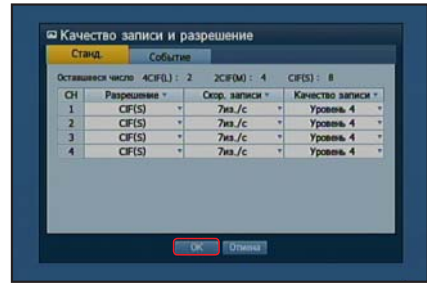 Качество записи и разрешение
Станд. Событие
Оставшееся число 4CIF(L) : 2 2CIF(M) : 4 CIF(S) : 8
CH Разрешение Скор. записи Качество записи
1 CIF(S) 7из./с Уровень 4
2 CIF(S) 7из./с Уровень 4
3 CIF(S) 7из./с Уровень 4
4 CIF(S) 7из./с Уровень 4
OK Отмена